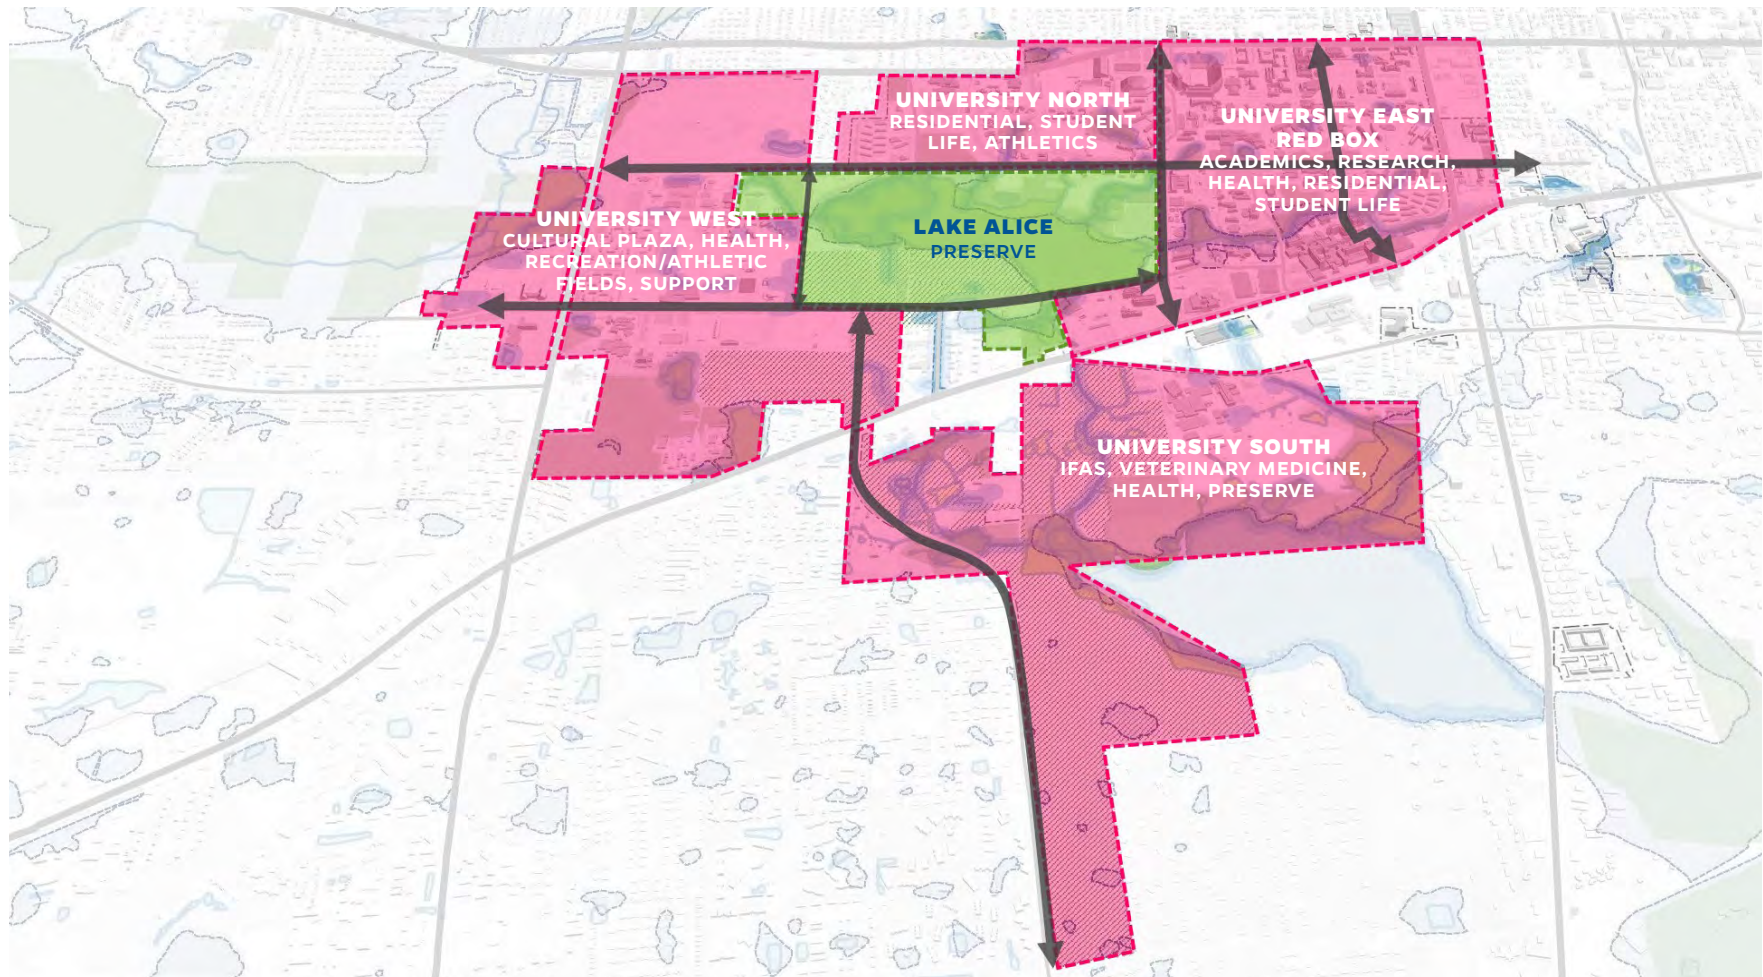 UNIVERSITY NORTH
RESIDENTIAL, STUDENT
LIFE, ATHLETICS
UNIVERSITY EAST
RED BOX
ACADEMICS, RESEARCH,
HEALTH, RESIDENTIAL,
STUDENT LIFE
UNIVERSITY WEST
CULTURAL PLAZA, HEALTH,
RECREATION/ATHLETIC
FIELDS, SUPPORT
LAKE ALICE
PRESERVE
UNIVERSITY SOUTH
IFAS, VETERINARY MEDICINE,
HEALTH, PRESERVE